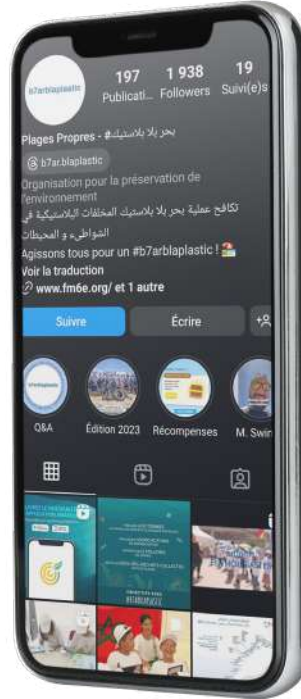 b7arblaplastic
197 1 938 19
Publicati... Followers Suivi(e)s
Plages Propres - #بحر بلا بلاستيك
b7ar.blaplastic
Organisation pour la préservation de
l'environnement
تكافح عملية بحر بلا بلاستيك المخلفات البلاستيكية في
الشواطىء و المحيطات
Agissons tous pour un #b7arblaplastic !
Voir la traduction
www.fm6e.org/ et 1 autre
Suivre Écrire
Q&A Édition 2023 Récompenses M. Swin
#B7ARBLAPLASTIC